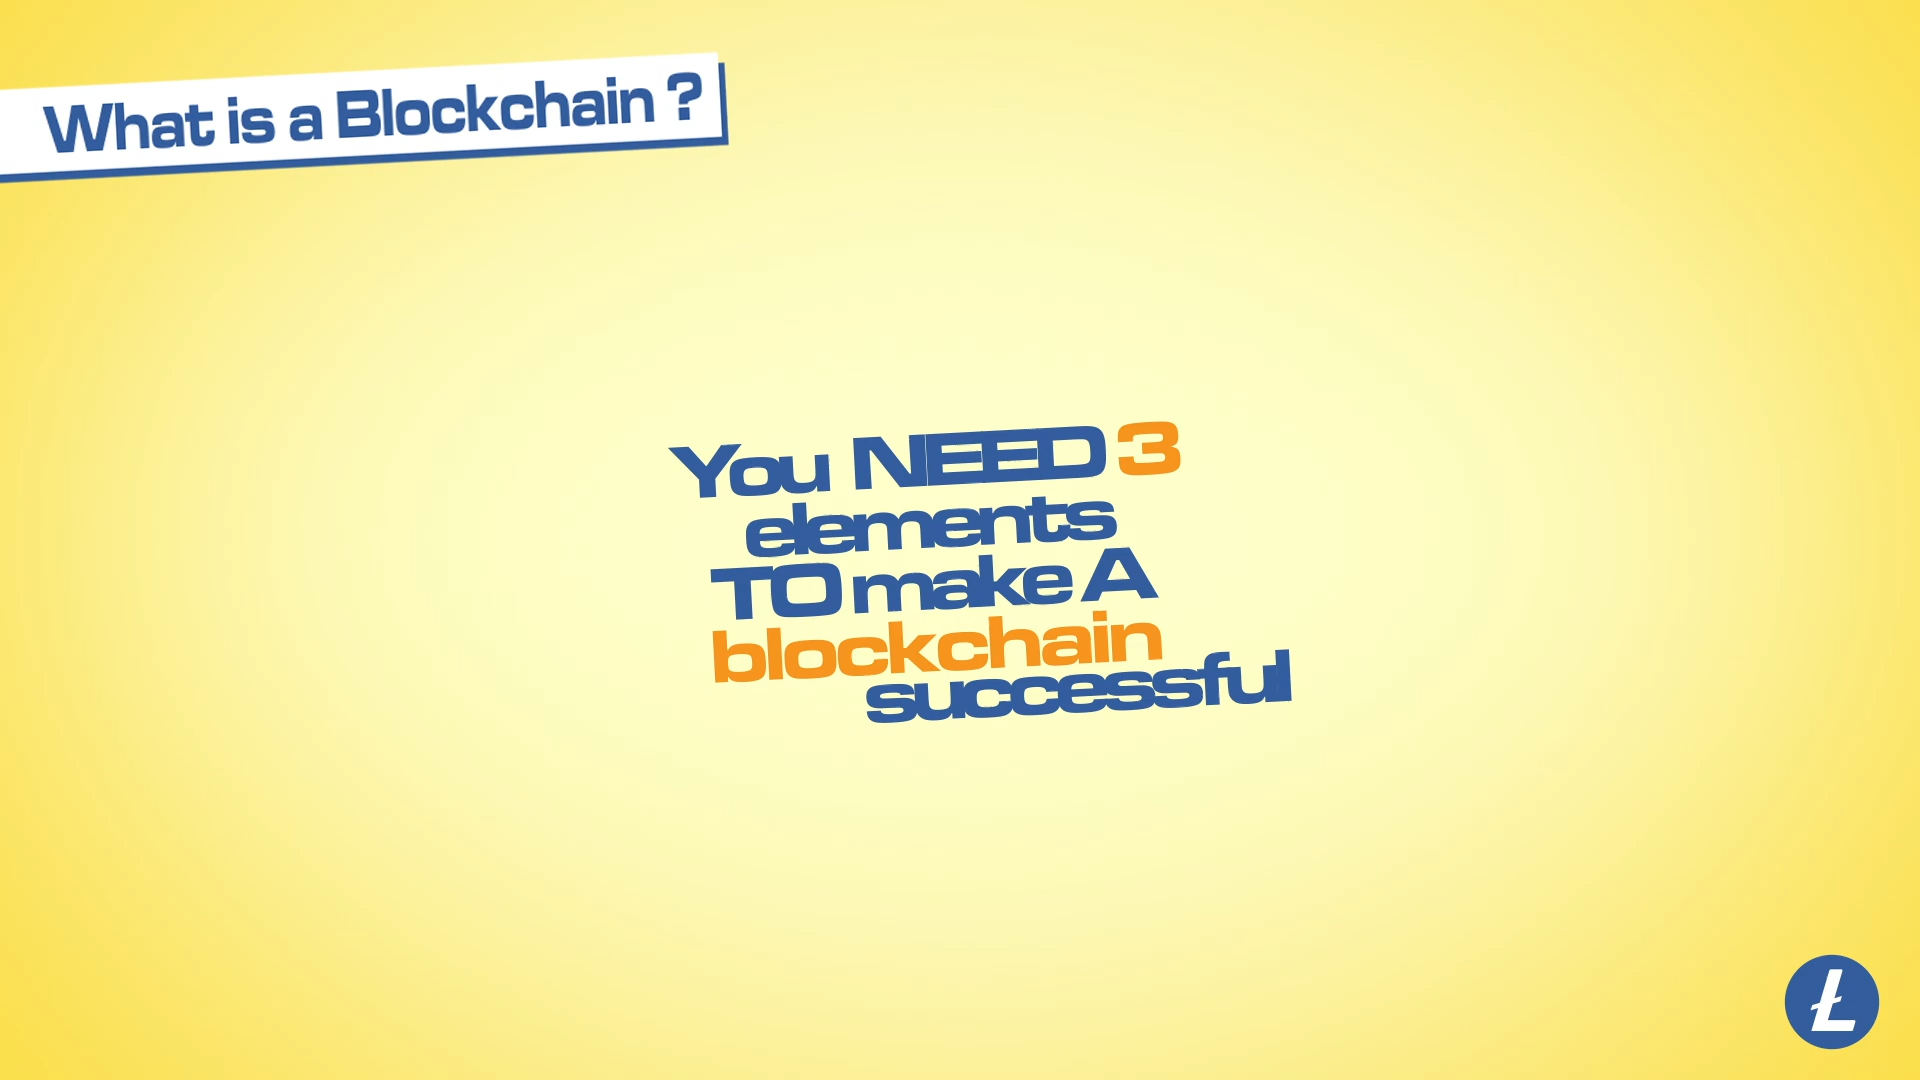 What is a Blockchain ?
You NEED 3
elements
TO make A
blockchain
successful